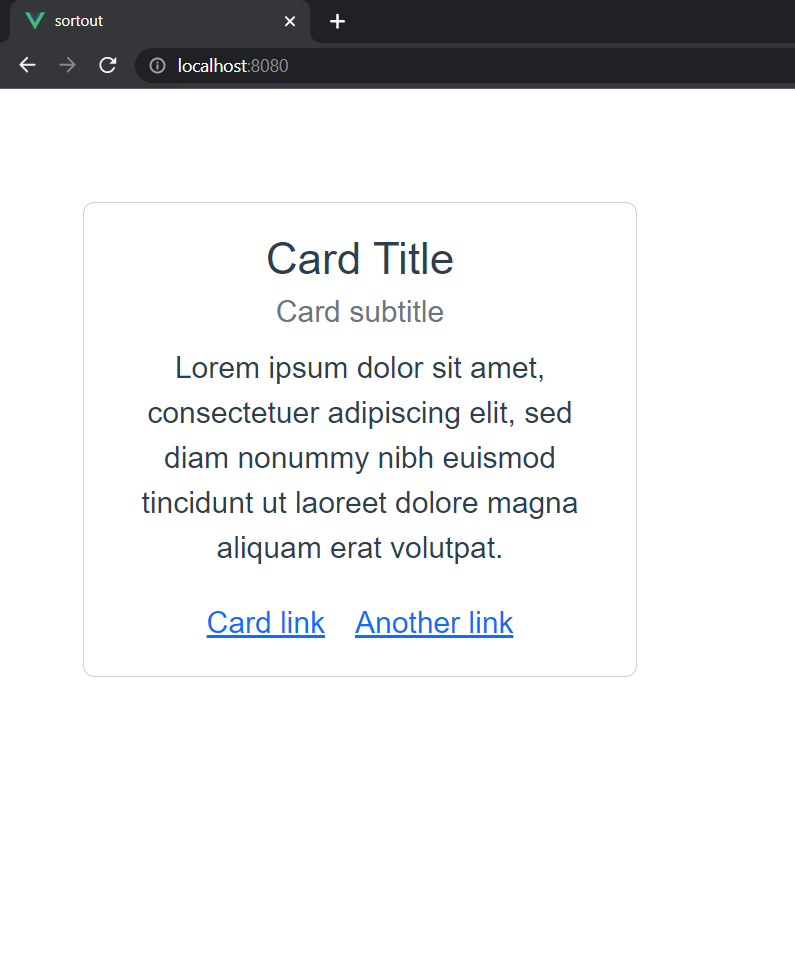 sortout
localhost:8080
Card Title
Card subtitle
Lorem ipsum dolor sit amet,
consectetuer adipiscing elit, sed
diam nonummy nibh euismod
tincidunt ut laoreet dolore magna
aliquam erat volutpat.
Card link Another link